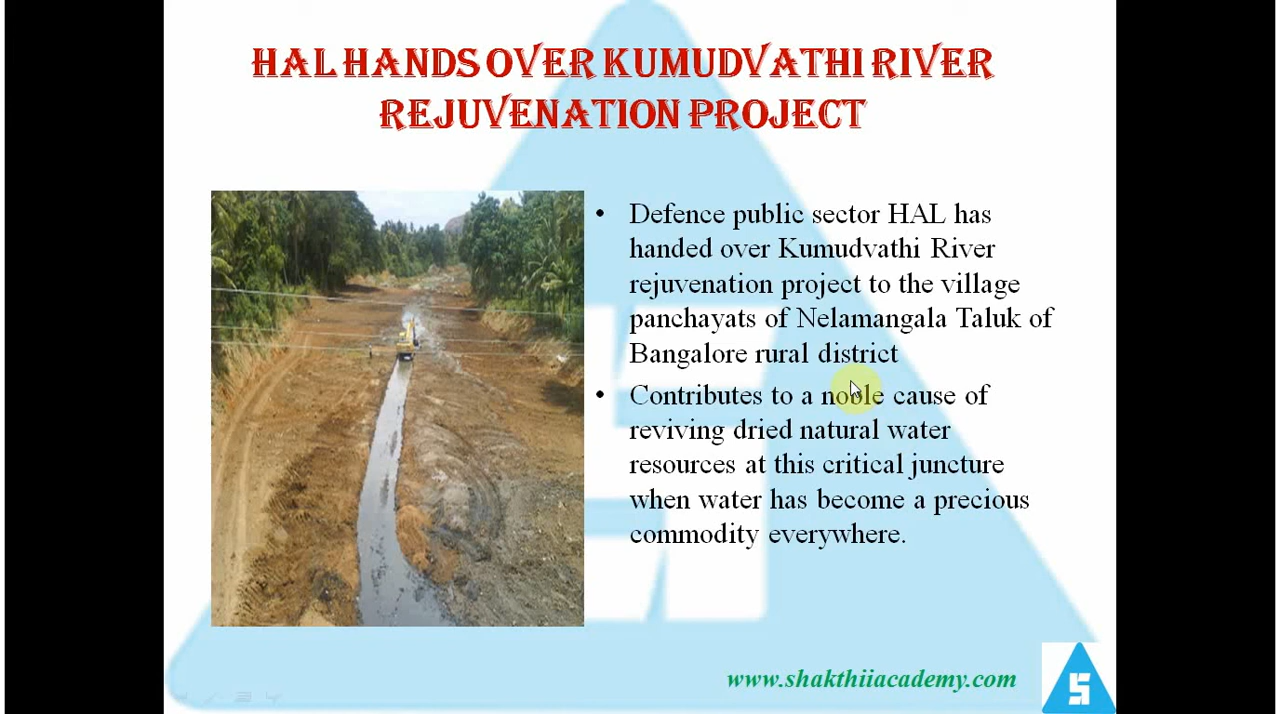 HAL HANDS OVER KUMUDVATHI RIVER
REJUVENATION PROJECT
• Defence public sector HAL has
handed over Kumudvathi River
rejuvenation project to the village
panchayats of Nelamangala Taluk of
Bangalore rural district
• Contributes to a noble cause of
reviving dried natural water
resources at this critical juncture
when water has become a precious
commodity everywhere.
www.shakthiiacademy.com
S